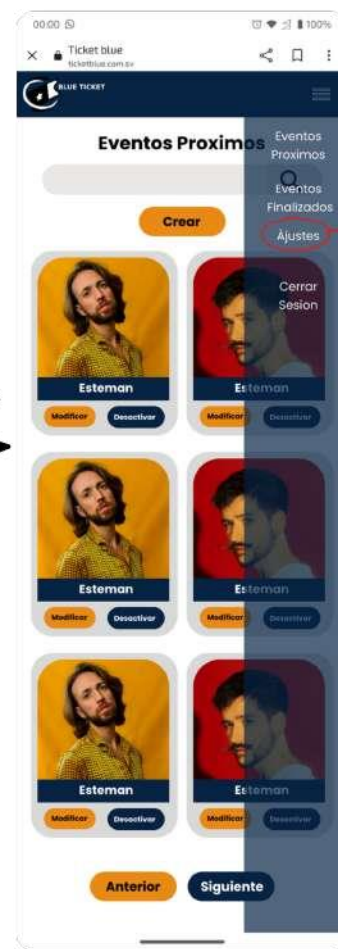 00:00 100%
Ticket blue
ticketblue.com.sv
BLUE TICKET
Eventos Proximos
Crear
Eventos
Proximos
Eventos
Finalizados
Àjustes
Cerrar
Sesion
Esteman
Esteman
Modificar Desactivar
Modificar Desactivar
Esteman
Esteman
Modificar Desactivar
Modificar Desactivar
Esteman
Esteman
Modificar Desactivar
Modificar Desactivar
Anterior Siguiente